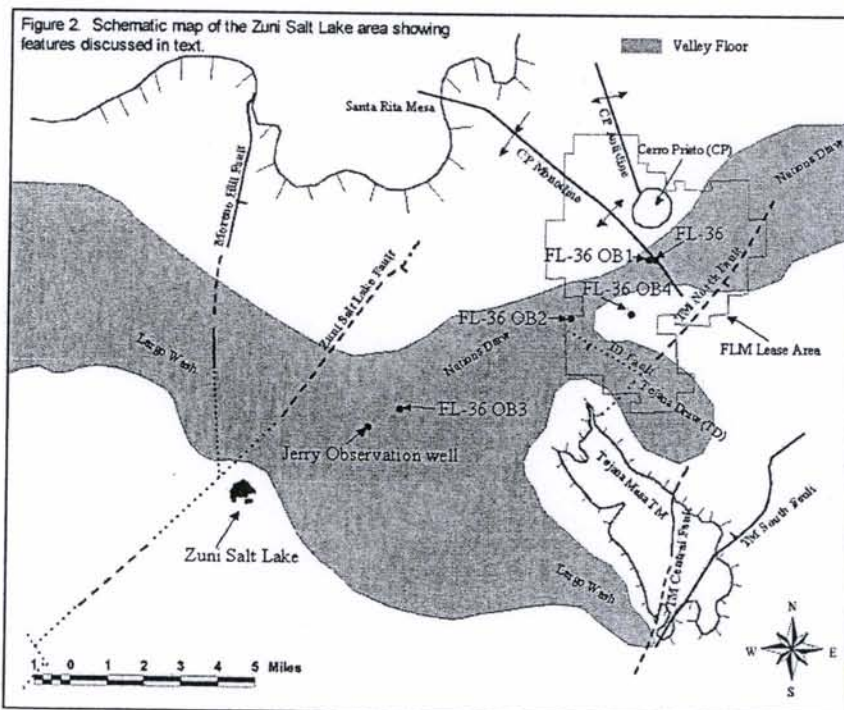 Figure 2. Schematic map of the Zuni Salt Lake area showing
features discussed in text.
Valley Floor
Santa Rita Mesa
CP Anticline
Cerro Prieto (CP)
CP Monocline
Moreno Hill Fault
Nations Draw
FL-36
FL-36 OB1
Zuni Salt Lake Fault
FL-36 OB4
TM North Fault
FL-36 OB2
Largo Wash
Nations Draw
FLM Lease Area
TD Fault
Tejana Draw (TD)
FL-36 OB3
Jerry Observation well
Tejana Mesa TM
TM South Fault
Zuni Salt Lake
TM Central Fault
Largo Wash
N
W E
S
1 0 1 2 3 4 5 Miles